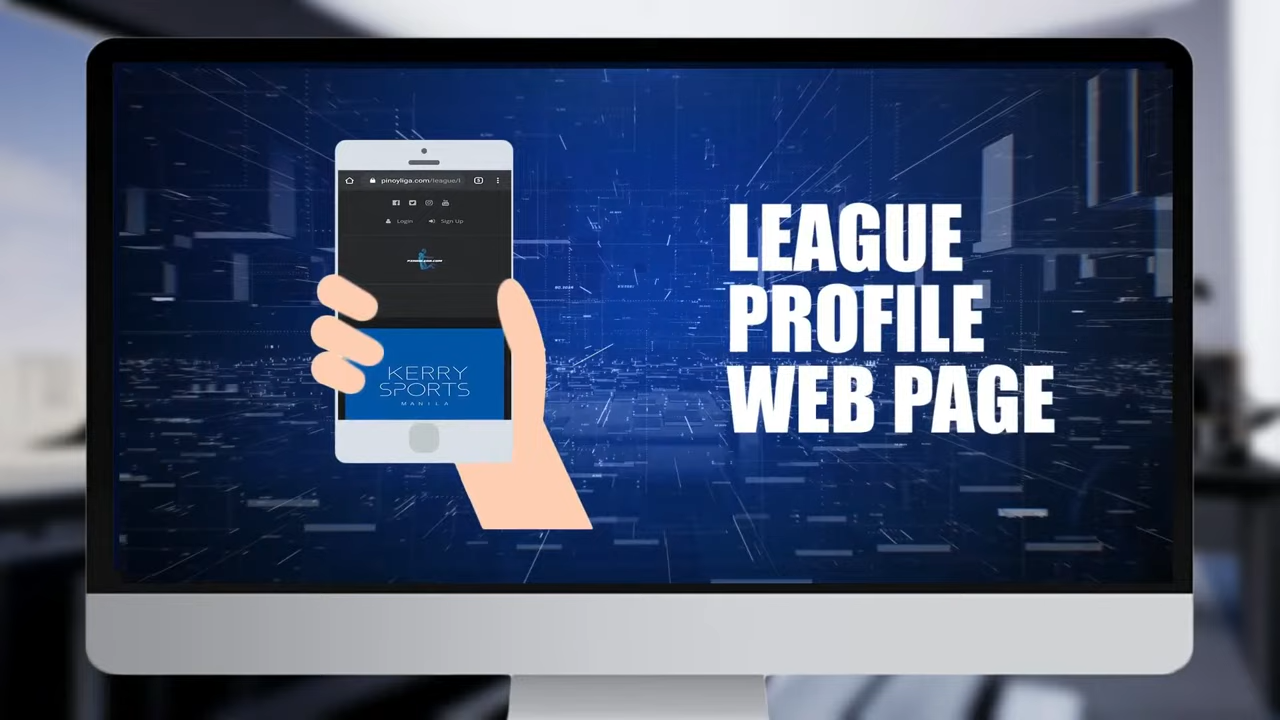 pinoyliga.com/league/l
Login Sign Up
KERRY
SPORTS
MANILA
LEAGUE
PROFILE
WEB PAGE